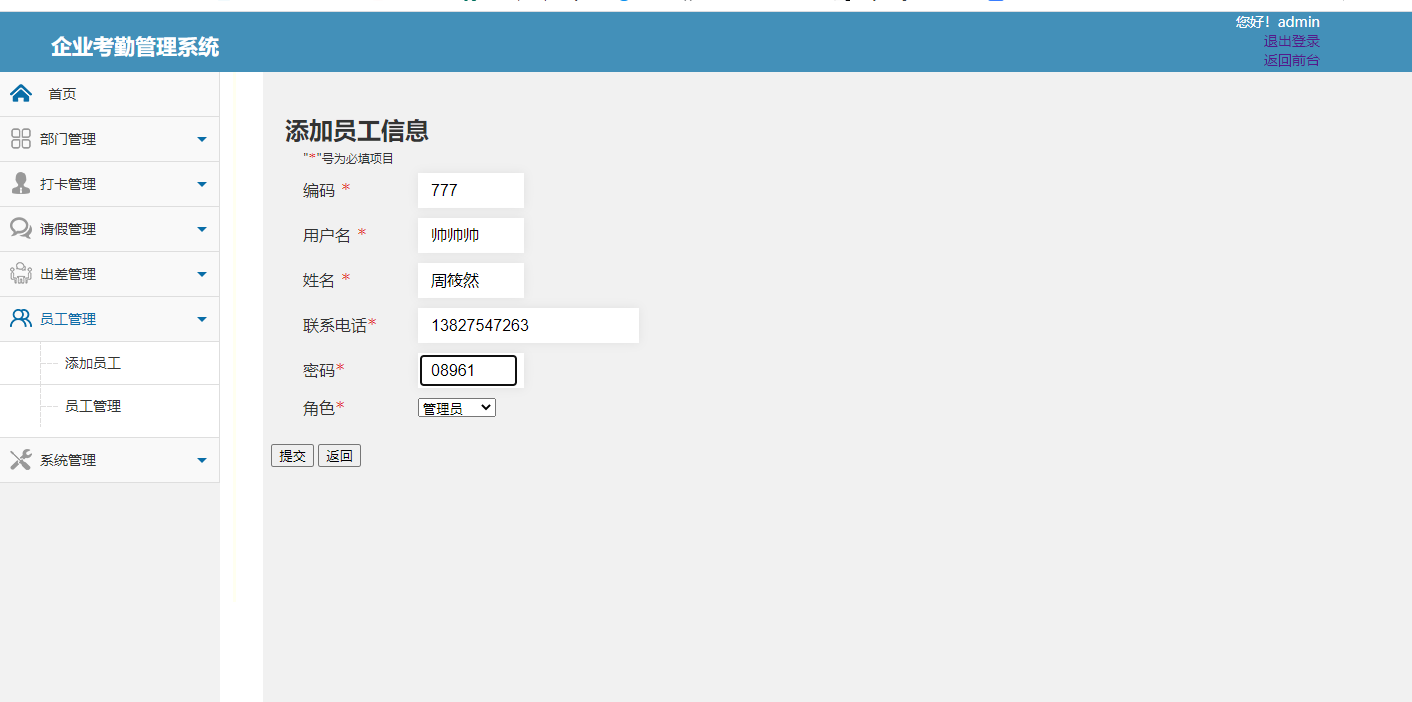 您好！admin
企业考勤管理系统
退出登录
返回前台
首页
部门管理
打卡管理
请假管理
出差管理
员工管理
添加员工
员工管理
系统管理
添加员工信息
"*"号为必填项目
编码 * 777
用户名 * 帅帅帅
姓名 * 周筱然
联系电话* 13827547263
密码* 08961
角色* 管理员
提交 返回